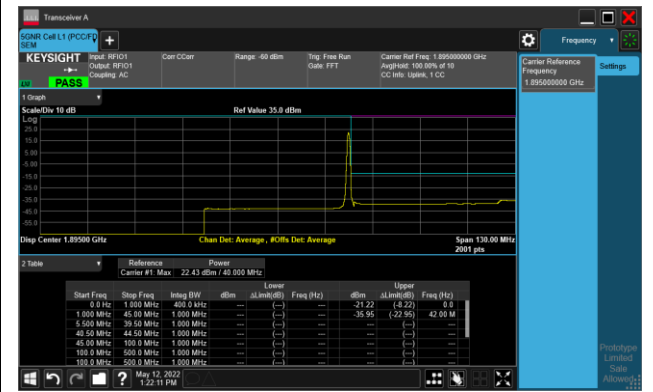 Transceiver A
5GNR Cell L1 (PCC/FD
SEM
+
Frequency
KEYSIGHT
Input: RFIO1
Output: RFIO1
Coupling: AC
Corr CCorr
Range: -60 dBm
Trig: Free Run
Gate: FFT
Carrier Ref Freq: 1.895000000 GHz
Avg|Hold: 100.00% of 10
CC Info: Uplink, 1 CC
PASS
Carrier Reference
Frequency
1.895000000 GHz
Settings
1 Graph
Scale/Div 10 dB
Ref Value 35.0 dBm
Log
25.0
15.0
5.00
-5.00
-15.0
-25.0
-35.0
-45.0
-55.0
Disp Center 1.89500 GHz
Chan Det: Average , #Offs Det: Average
Span 130.00 MHz
2001 pts
2 Table
Reference Power
Carrier #1: Max 22.43 dBm / 40.000 MHz
Lower Upper
Start Freq Stop Freq Integ BW dBm ΔLimit(dB) Freq (Hz) dBm ΔLimit(dB) Freq (Hz)
0.0 Hz 1.000 MHz 400.0 kHz --- (---) --- -21.22 (-8.22) 0.0
1.000 MHz 45.00 MHz 1.000 MHz --- (---) --- -35.95 (-22.95) 42.00 M
5.500 MHz 39.50 MHz 1.000 MHz --- (---) --- --- (---) ---
40.50 MHz 44.50 MHz 1.000 MHz --- (---) --- --- (---) ---
45.00 MHz 100.0 MHz 1.000 MHz --- (---) --- --- (---) ---
100.0 MHz 500.0 MHz 1.000 MHz --- (---) --- --- (---) ---
100.0 MHz 500.0 MHz 1.000 MHz --- (---) --- --- (---) ---
May 12, 2022
1:22:11 PM
Prototype
Limited
Sale
Allowed